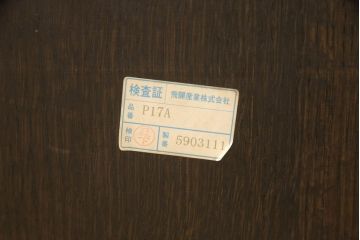 検査証 飛騨産業株式会社
品番 P17A
検印 製番 5903111